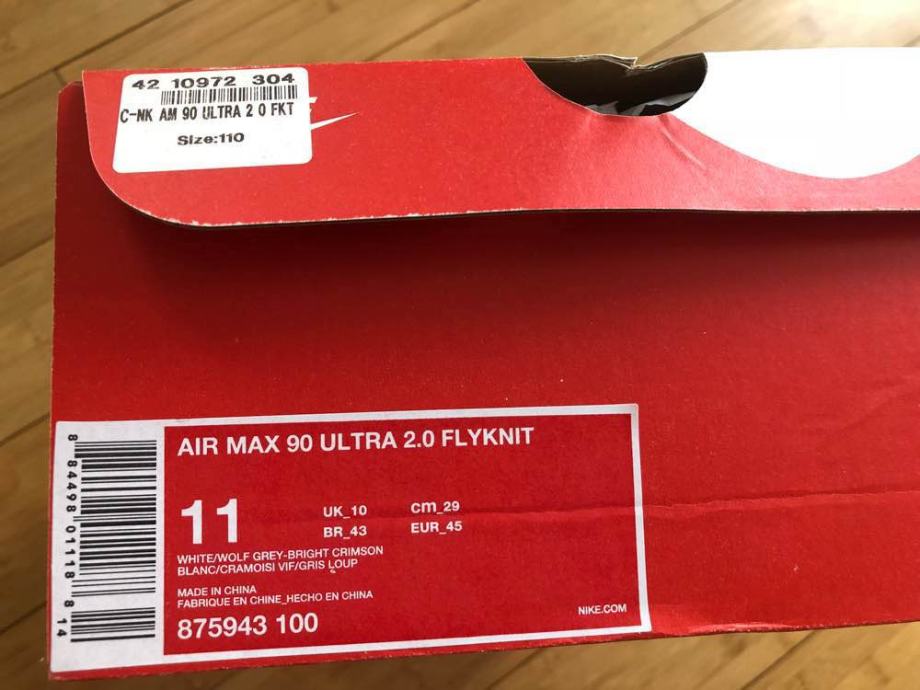 42 10972 304
C-NK AM 90 ULTRA 2 0 FKT
Size:110
AIR MAX 90 ULTRA 2.0 FLYKNIT
11
UK_10 cm_29
BR_43 EUR_45
WHITE/WOLF GREY-BRIGHT CRIMSON
BLANC/CRAMOISI VIF/GRIS LOUP
MADE IN CHINA
FABRIQUE EN CHINE_HECHO EN CHINA
875943 100
NIKE.COM
8 84498 01118 8 14